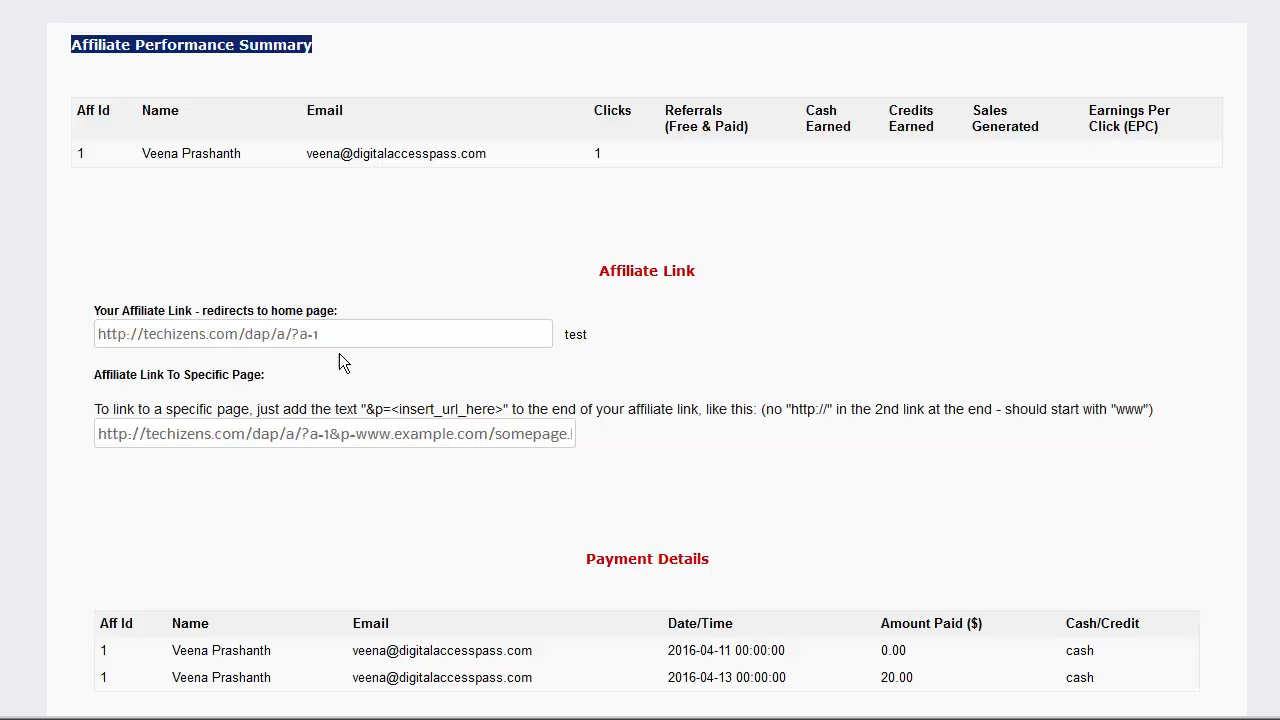 Affiliate Performance Summary
Aff Id Name Email Clicks Referrals (Free & Paid) Cash Earned Credits Earned Sales Generated Earnings Per Click (EPC)
1 Veena Prashanth veena@digitalaccesspass.com 1
Affiliate Link
Your Affiliate Link - redirects to home page:
http://techizens.com/dap/a/?a-1 test
Affiliate Link To Specific Page:
To link to a specific page, just add the text "&p=<insert_url_here>" to the end of your affiliate link, like this: (no "http://" in the 2nd link at the end - should start with "www")
http://techizens.com/dap/a/?a-1&p-www.example.com/somepage.
Payment Details
Aff Id Name Email Date/Time Amount Paid ($) Cash/Credit
1 Veena Prashanth veena@digitalaccesspass.com 2016-04-11 00:00:00 0.00 cash
1 Veena Prashanth veena@digitalaccesspass.com 2016-04-13 00:00:00 20.00 cash